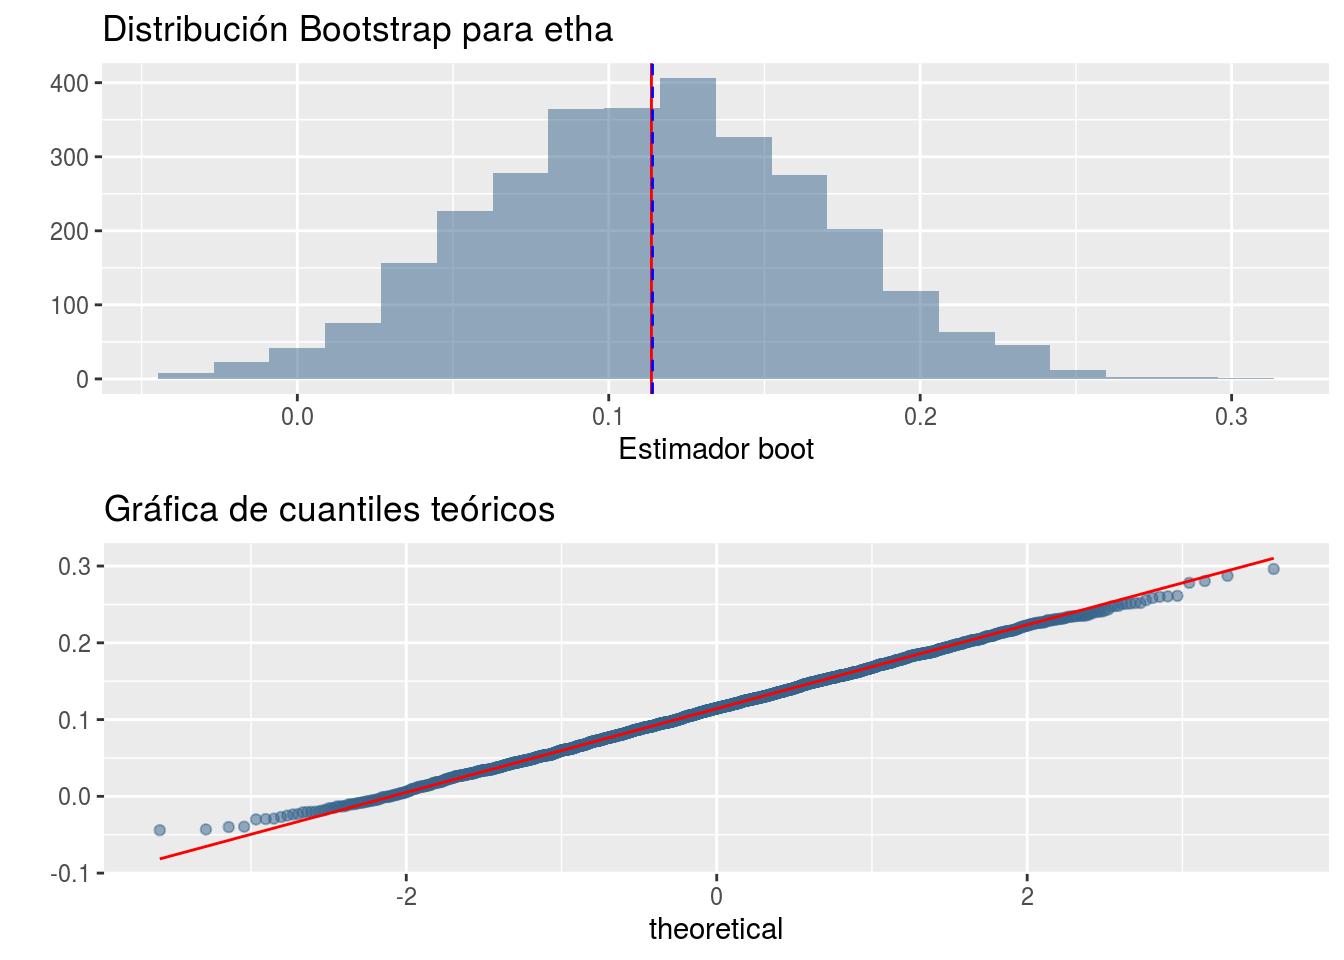 Distribución Bootstrap para etha
400
300
200
100
0
0.0 0.1 0.2 0.3
Estimador boot
Gráfica de cuantiles teóricos
0.3
0.2
0.1
0.0
-0.1
-2 0 2
theoretical